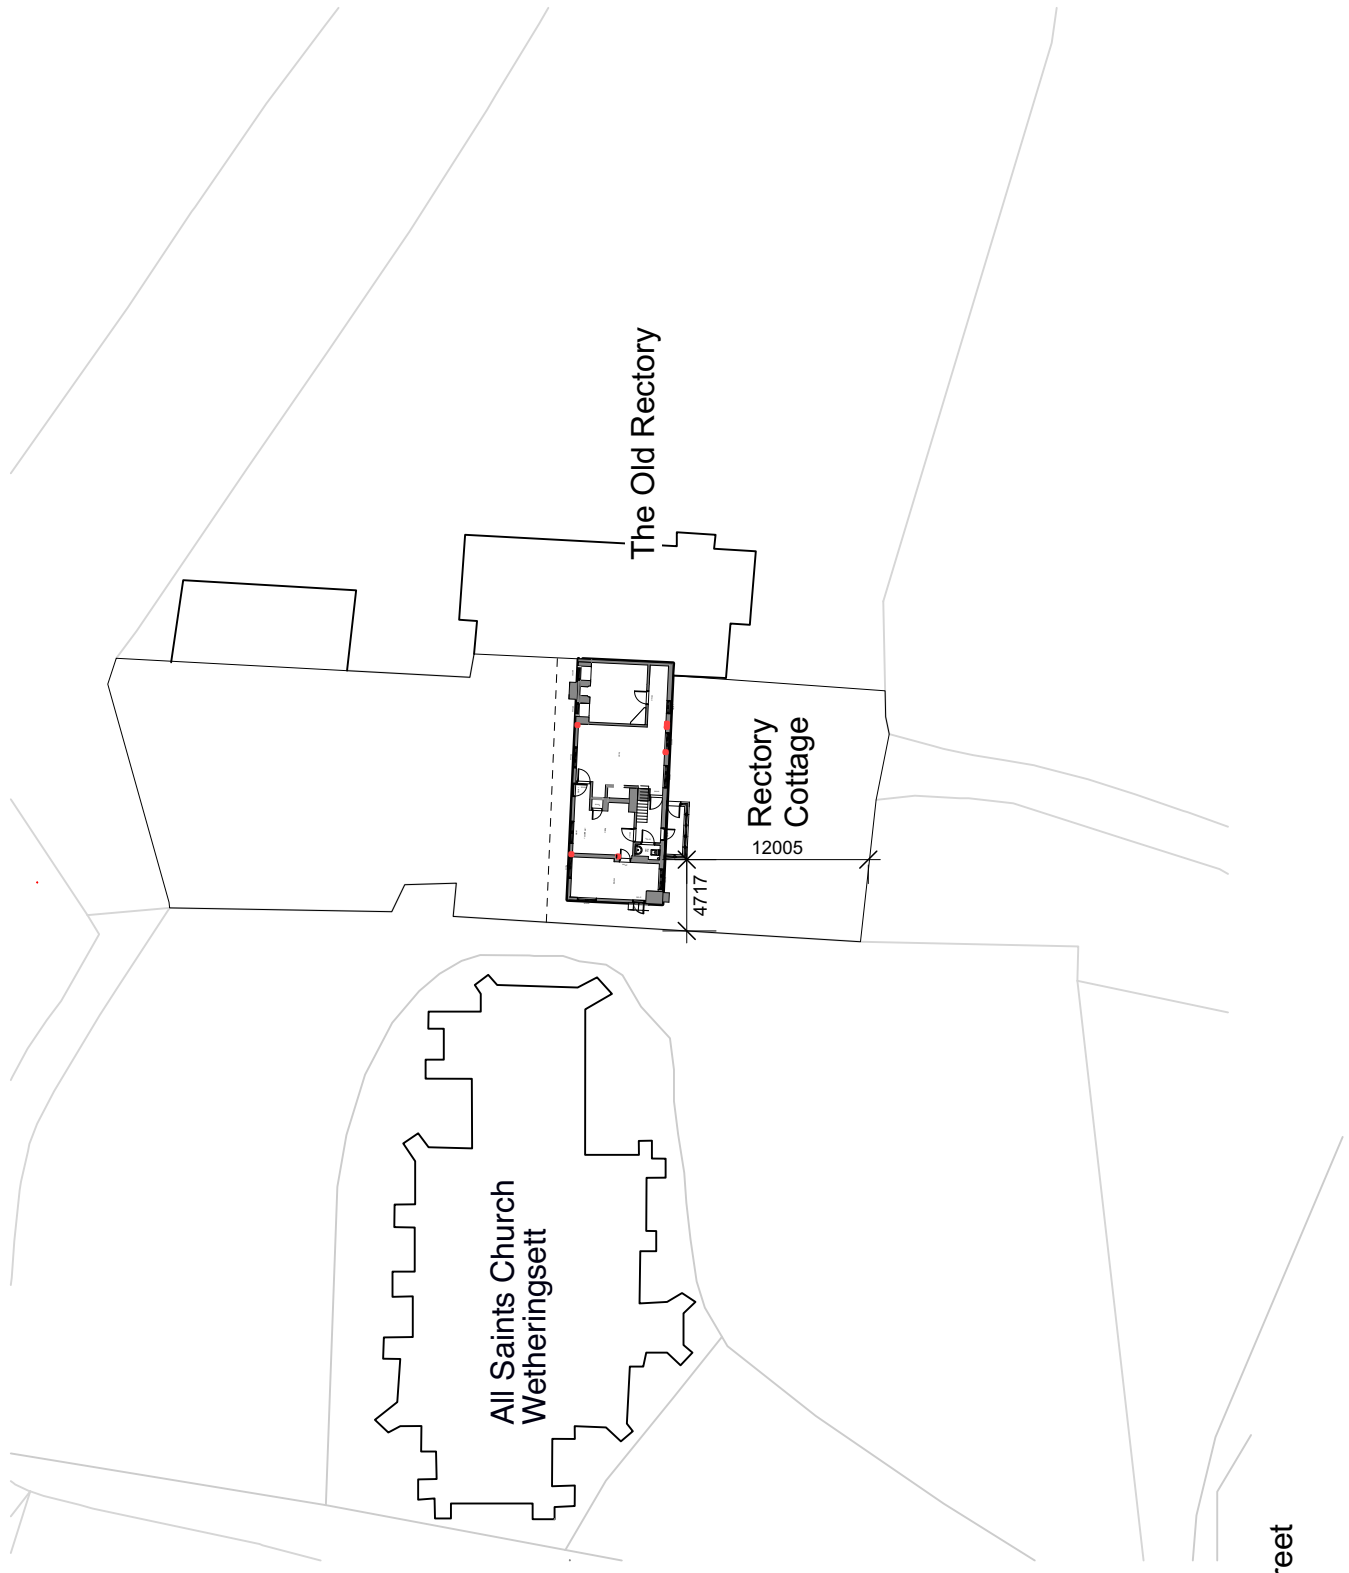 The Old Rectory
Rectory
Cottage
12005
4717
All Saints Church
Wetheringsett
reet